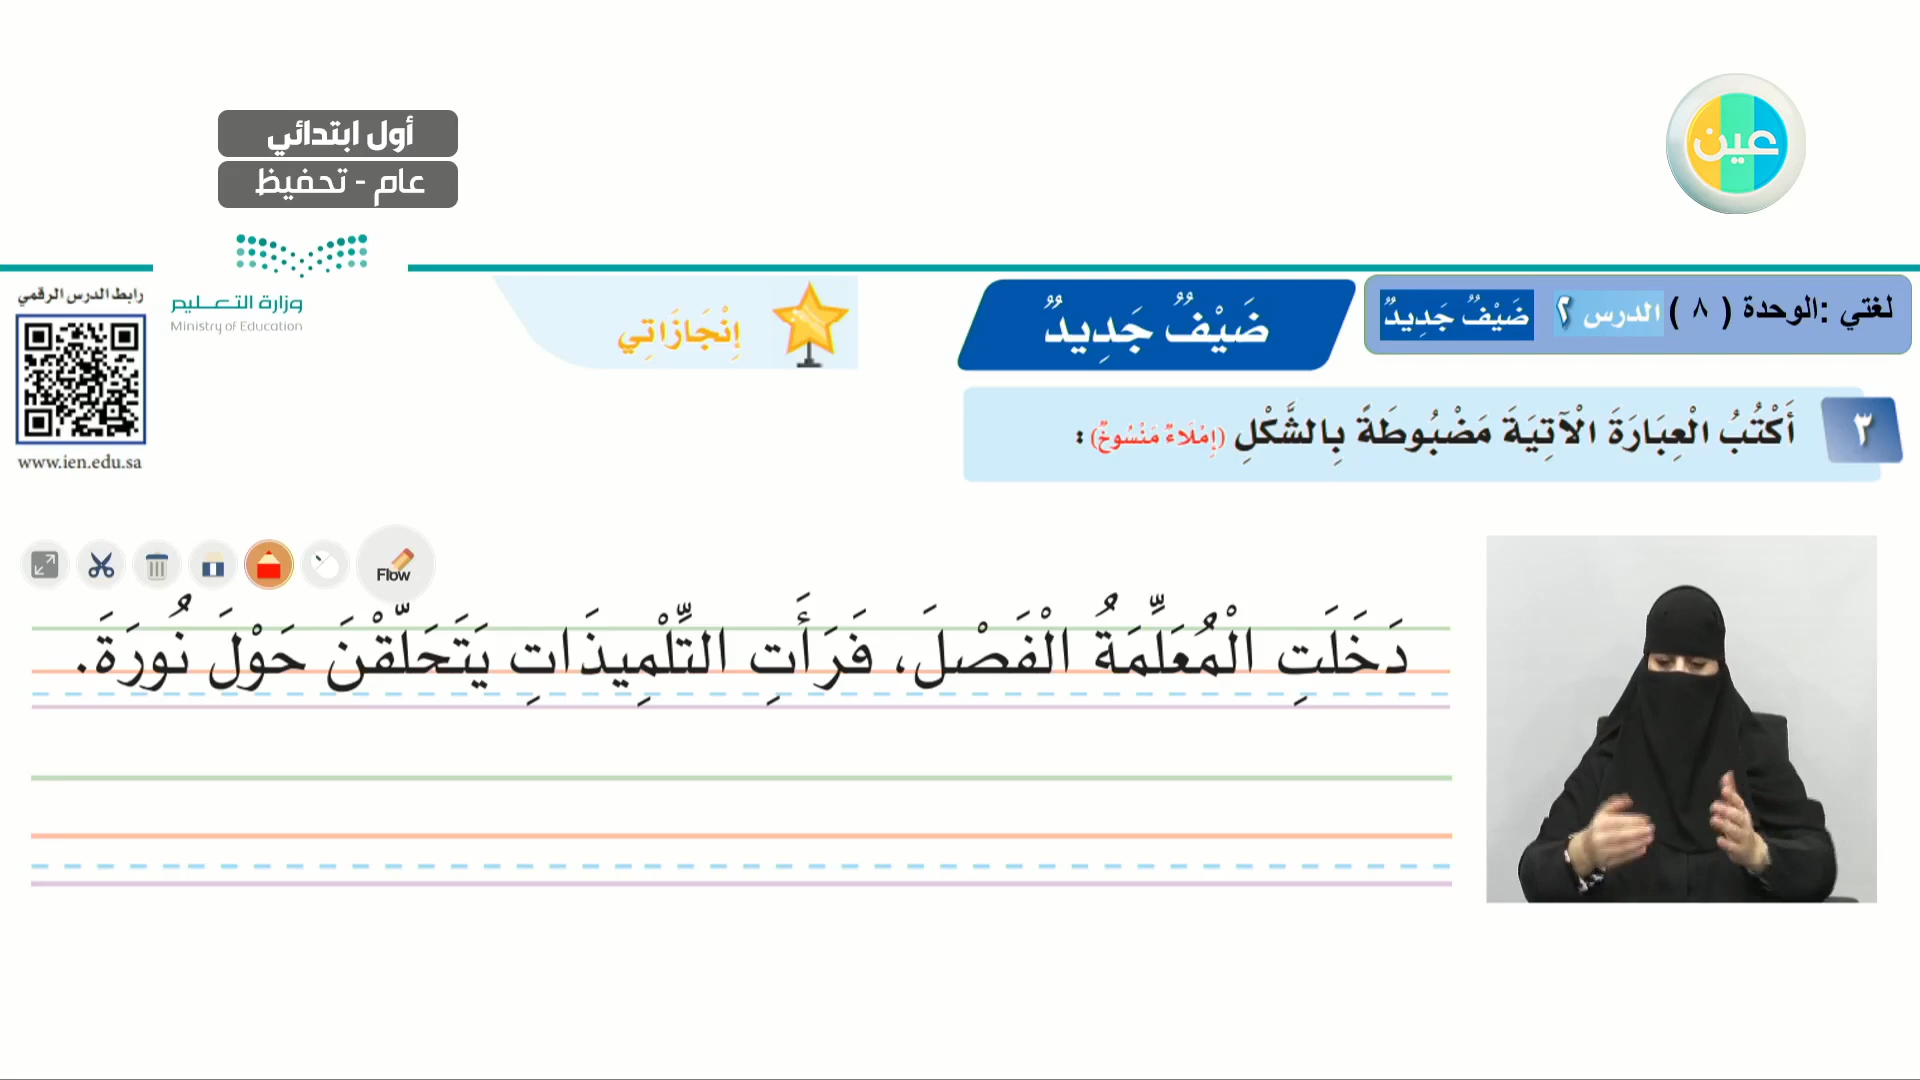 عين
أول ابتدائي
عام - تحفيظ
وزارة التعليم
Ministry of Education
رابط الدرس الرقمي
www.ien.edu.sa
لغتي :الوحدة ( ٨ ) الدرس ٢ ضَيْفٌ جَدِيدٌ
ضَيْفٌ جَدِيدٌ
إِنْجَازَاتِي
٣ أَكْتُبُ الْعِبَارَةَ الْآتِيَةَ مَضْبُوطَةً بِالشَّكْلِ (إِمْلَاءٌ مَنْسُوخٌ) :
Flow
دَخَلَتِ الْمُعَلِّمَةُ الْفَصْلَ، فَرَأَتِ التِّلْمِيذَاتِ يَتَحَلَّقْنَ حَوْلَ نُورَةَ.